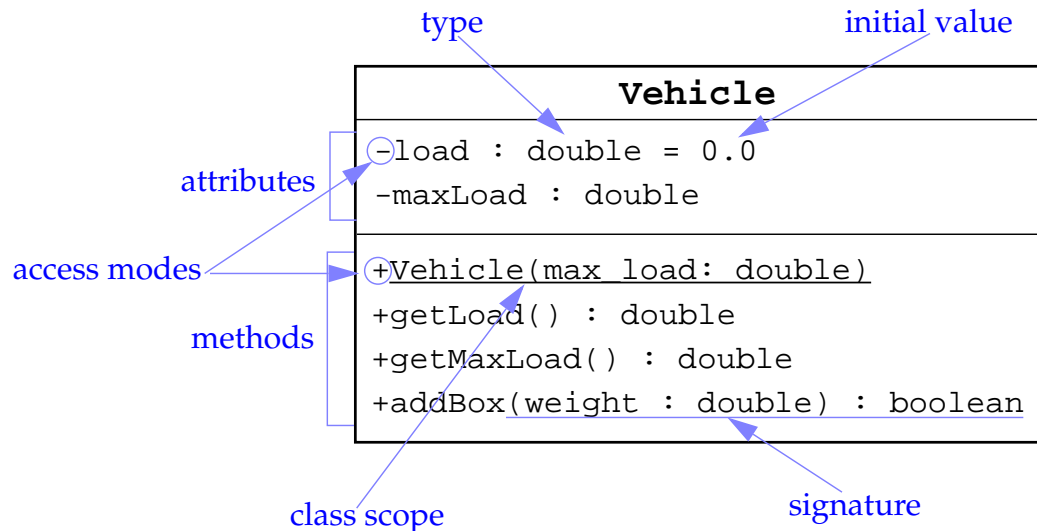 type initial value
Vehicle
-load : double = 0.0
attributes
-maxLoad : double
access modes
+Vehicle(max_load: double)
+getLoad() : double
methods
+getMaxLoad() : double
+addBox(weight : double) : boolean
class scope signature